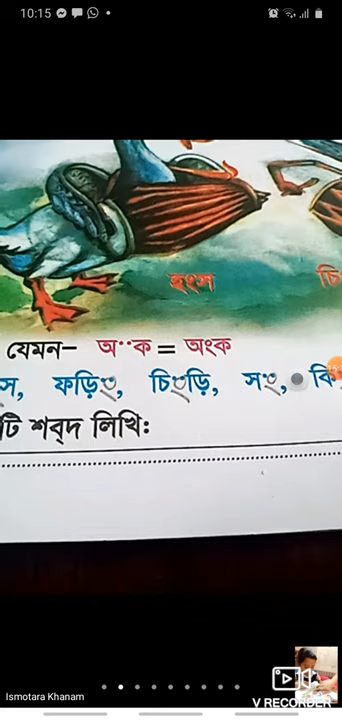 10:15
হংস
চি
যেমন- অ··ক = অংক
স, ফড়িং, চিংড়ি, সং, কি
টি শব্দ লিখি:
Ismotara Khanam
V RECORDER